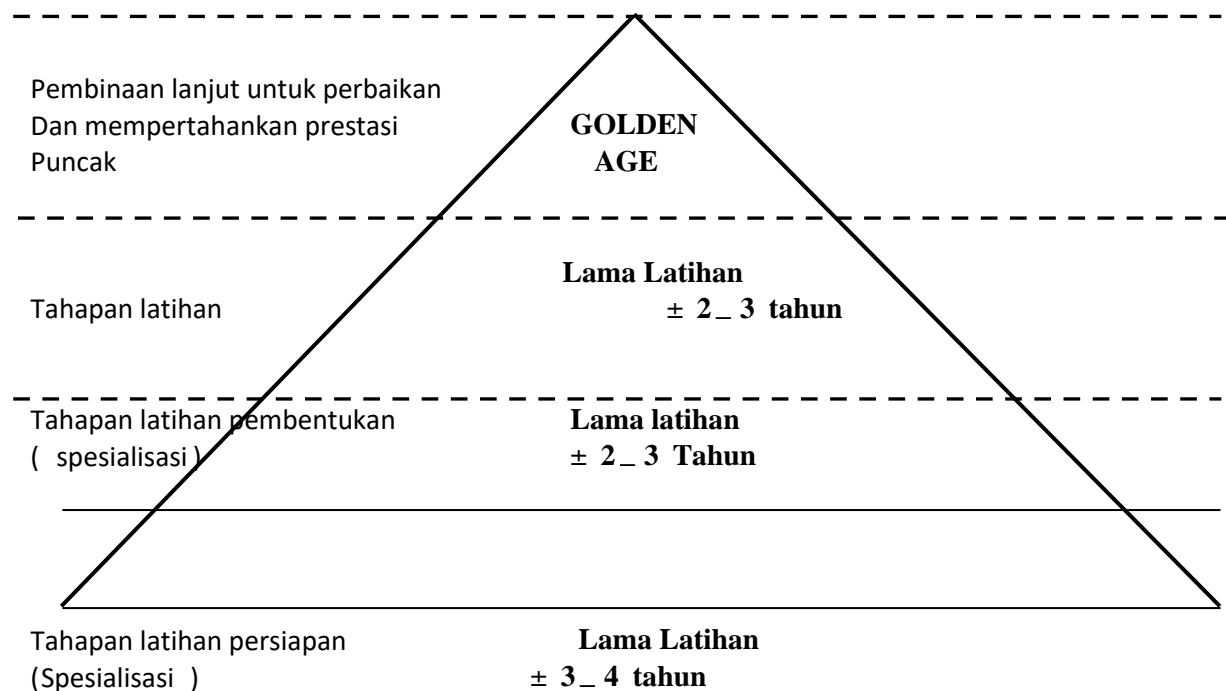 Pembinaan lanjut untuk perbaikan
Dan mempertahankan prestasi GOLDEN
Puncak AGE
Lama Latihan
Tahapan latihan ± 2 _ 3 tahun
Tahapan latihan pembentukan Lama latihan
( spesialisasi) ± 2 _ 3 Tahun
Tahapan latihan persiapan Lama Latihan
(Spesialisasi ) ± 3 _ 4 tahun